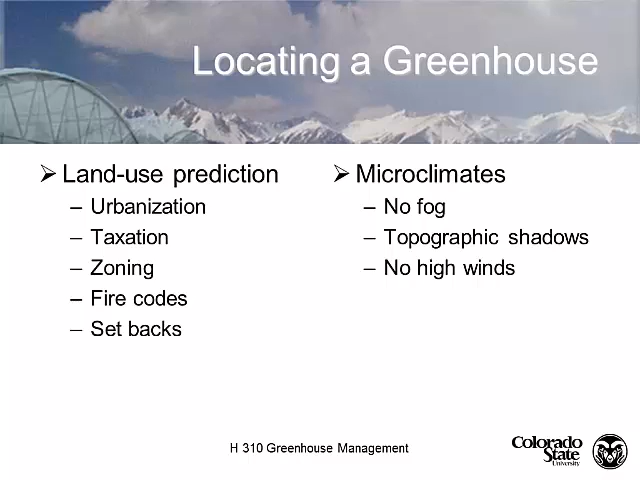 Locating a Greenhouse
➢ Land-use prediction
– Urbanization
– Taxation
– Zoning
– Fire codes
– Set backs
➢ Microclimates
– No fog
– Topographic shadows
– No high winds
H 310 Greenhouse Management
Colorado
State
University